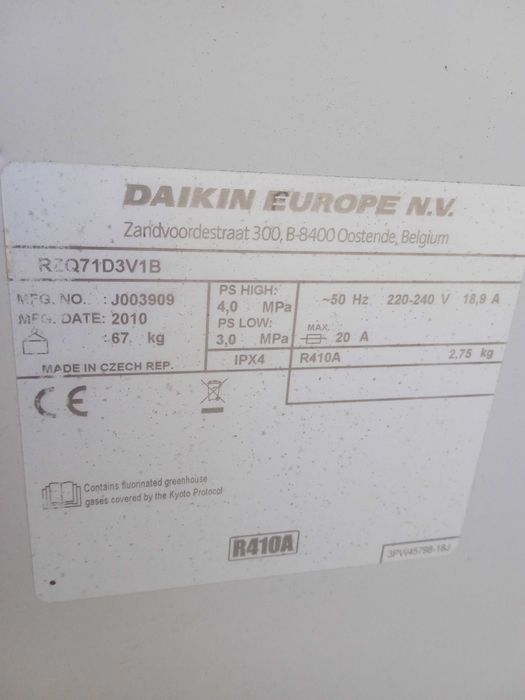 DAIKIN EUROPE N.V.
Zandvoordestraat 300, B-8400 Oostende, Belgium
RZQ71D3V1B
MFG. NO. : J003909
MFG. DATE: 2010
: 67 kg
MADE IN CZECH REP.
PS HIGH:
4,0 MPa
PS LOW:
3,0 MPa
IPX4
~50 Hz 220-240 V 18,9 A
MAX.
20 A
R410A 2,75 kg
CE
Contains fluorinated greenhouse
gases covered by the Kyoto Protocol
R410A
3PW45798-18J